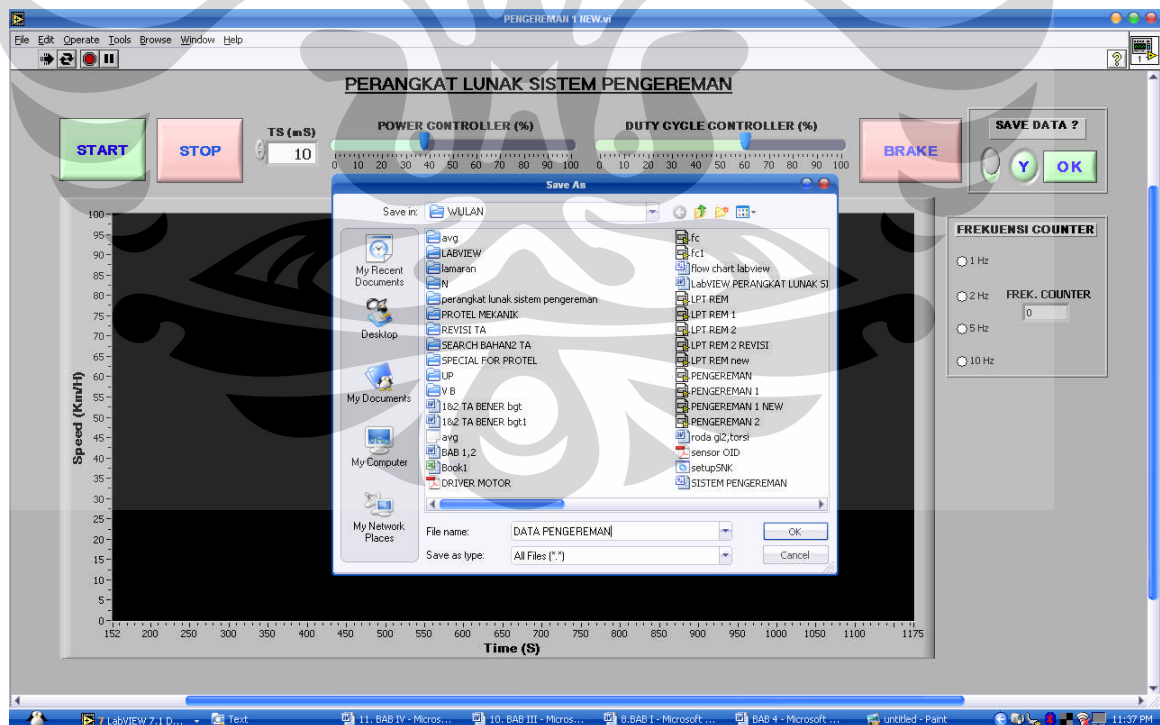 PENGEREMAN 1 NEW.vi
File Edit Operate Tools Browse Window Help
1
PERANGKAT LUNAK SISTEM PENGEREMAN
START
STOP
TS (mS)
10
POWER CONTROLLER (%)
0 10 20 30 40 50 60 70 80 90 100
DUTY CYCLE CONTROLLER (%)
0 10 20 30 40 50 60 70 80 90 100
BRAKE
SAVE DATA ?
Y
OK
Save As
Save in:
WULAN
My Recent Documents
Desktop
My Documents
My Computer
My Network Places
avg
LABVIEW
lamaran
N
perangkat lunak sistem pengereman
PROTEL MEKANIK
REVISI TA
SEARCH BAHAN2 TA
SPECIAL FOR PROTEL
UP
V B
1&2 TA BENER bgt
1&2 TA BENER bgt1
avg
BAB 1,2
Book1
DRIVER MOTOR
fc
fc1
flow chart labview
LabVIEW PERANGKAT LUNAK SI
LPT REM
LPT REM 1
LPT REM 2
LPT REM 2 REVISI
LPT REM new
PENGEREMAN
PENGEREMAN 1
PENGEREMAN 1 NEW
PENGEREMAN 2
roda gi2,torsi
sensor OID
setupSNK
SISTEM PENGEREMAN
File name:
DATA PENGEREMAN
OK
Save as type:
All Files (*.*)
Cancel
FREKUENSI COUNTER
1 Hz
2 Hz
5 Hz
10 Hz
FREK. COUNTER
0
Speed (Km/H)
100
95
90
85
80
75
70
65
60
55
50
45
40
35
30
25
20
15
10
5
0
152 200 250 300 350 400 450 500 550 600 650 700 750 800 850 900 950 1000 1050 1100 1175
Time (S)
7 LabVIEW 7.1 D...
Text
11. BAB IV - Micros...
10. BAB III - Micros...
8.BAB I - Microsoft ...
BAB 4 - Microsoft ...
untitled - Paint
11:37 PM